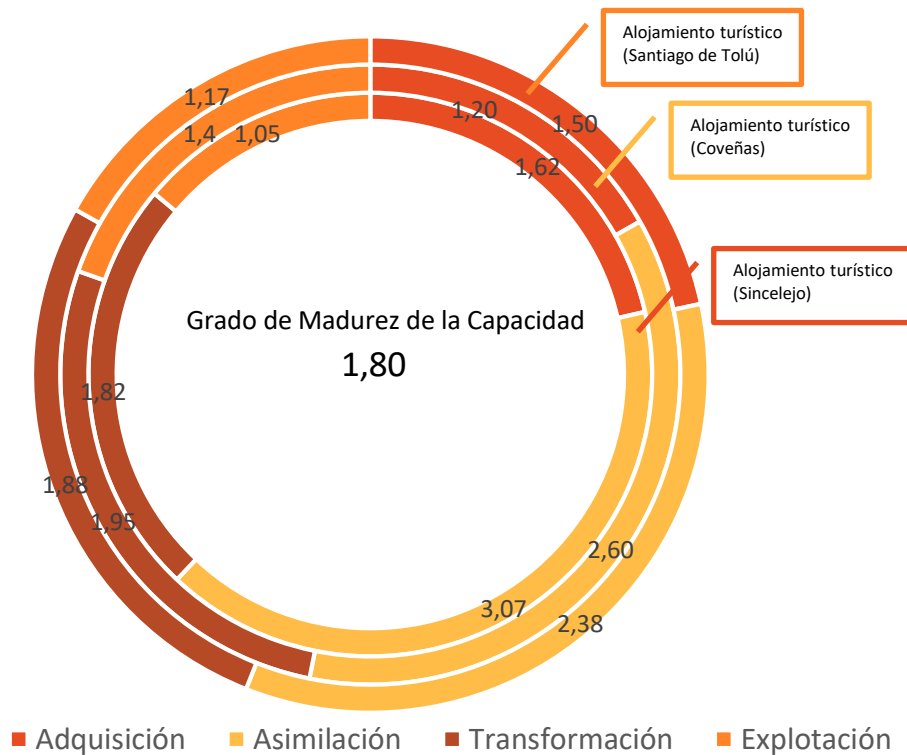 Alojamiento turístico
(Santiago de Tolú)
1,17
1,20
1,50
1,4
1,05
Alojamiento turístico
(Coveñas)
1,62
Alojamiento turístico
(Sincelejo)
Grado de Madurez de la Capacidad
1,80
1,82
1,88
1,95
2,60
3,07
2,38
Adquisición
Asimilación
Transformación
Explotación